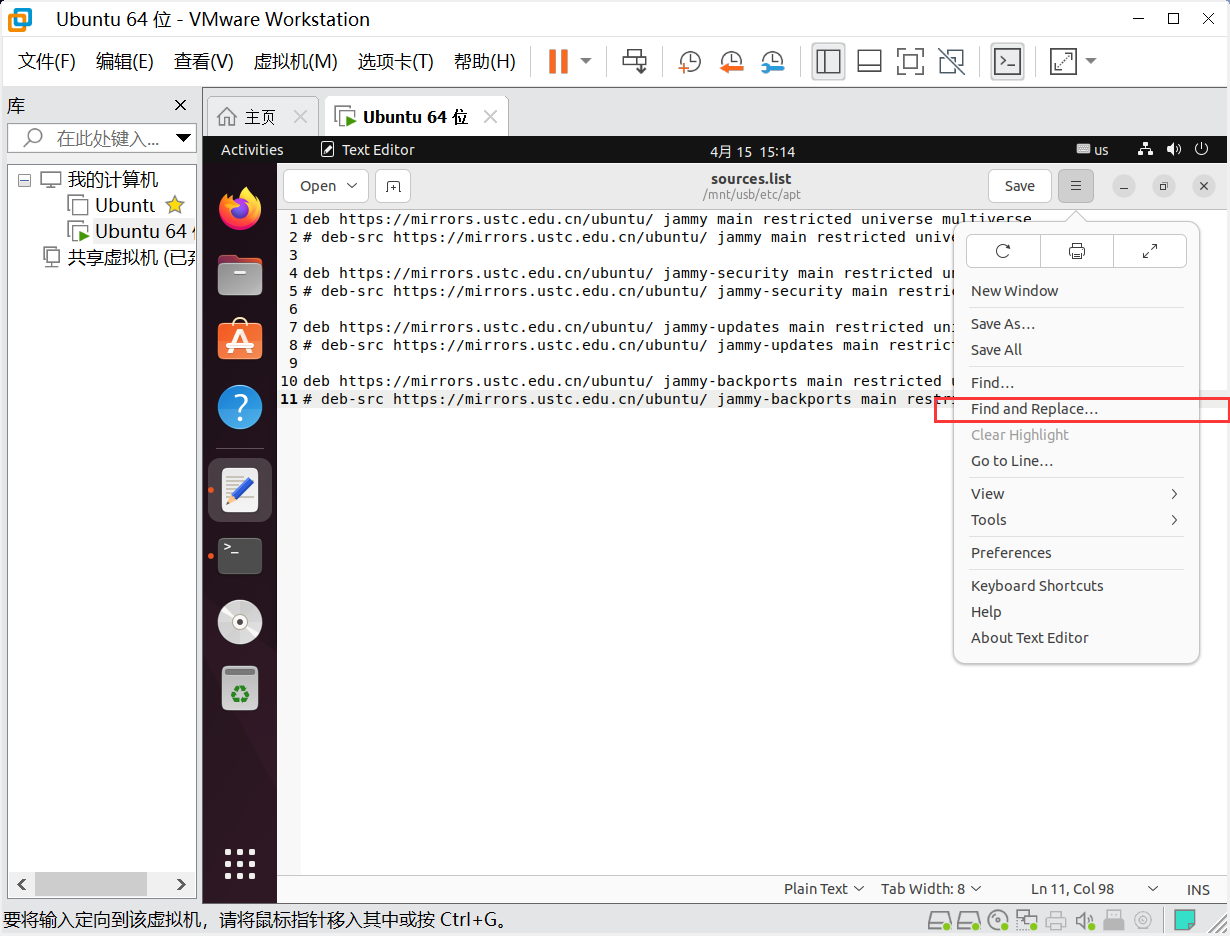 Ubuntu 64 位 - VMware Workstation
文件(F) 编辑(E) 查看(V) 虚拟机(M) 选项卡(T) 帮助(H)
库
在此处键入...
我的计算机
Ubuntu
Ubuntu 64
共享虚拟机 (已弃
主页
Ubuntu 64 位
Activities
Text Editor
4月 15 15:14
us
Open
sources.list
/mnt/usb/etc/apt
Save
1 deb https://mirrors.ustc.edu.cn/ubuntu/ jammy main restricted universe multiverse
2 # deb-src https://mirrors.ustc.edu.cn/ubuntu/ jammy main restricted unive
3
4 deb https://mirrors.ustc.edu.cn/ubuntu/ jammy-security main restricted un
5 # deb-src https://mirrors.ustc.edu.cn/ubuntu/ jammy-security main restric
6
7 deb https://mirrors.ustc.edu.cn/ubuntu/ jammy-updates main restricted uni
8 # deb-src https://mirrors.ustc.edu.cn/ubuntu/ jammy-updates main restrict
9
10 deb https://mirrors.ustc.edu.cn/ubuntu/ jammy-backports main restricted u
11 # deb-src https://mirrors.ustc.edu.cn/ubuntu/ jammy-backports main restr
New Window
Save As...
Save All
Find...
Find and Replace...
Clear Highlight
Go to Line...
View
Tools
Preferences
Keyboard Shortcuts
Help
About Text Editor
Plain Text
Tab Width: 8
Ln 11, Col 98
INS
要将输入定向到该虚拟机，请将鼠标指针移入其中或按 Ctrl+G。